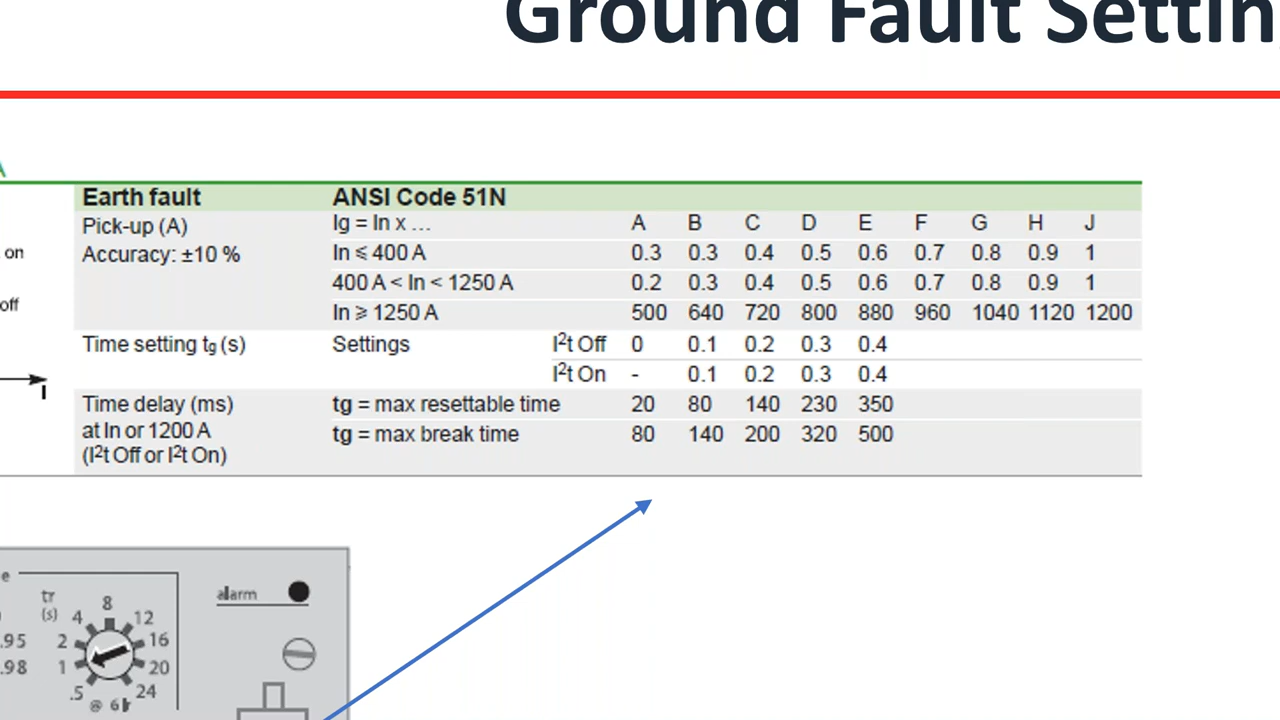 Ground Fault Settin
Earth fault ANSI Code 51N
Pick-up (A) Ig = In x ... A B C D E F G H J
on Accuracy: ±10 % In ⩽ 400 A 0.3 0.3 0.4 0.5 0.6 0.7 0.8 0.9 1
400 A < In < 1250 A 0.2 0.3 0.4 0.5 0.6 0.7 0.8 0.9 1
off In ⩾ 1250 A 500 640 720 800 880 960 1040 1120 1200
Time setting tg (s) Settings I²t Off 0 0.1 0.2 0.3 0.4
I²t On - 0.1 0.2 0.3 0.4
I
Time delay (ms) tg = max resettable time 20 80 140 230 350
at In or 1200 A tg = max break time 80 140 200 320 500
(I²t Off or I²t On)
e
alarm
tr
(s) 4 8 12
.95 2 16
.98 1 20
.5 24
@ 6 Ir